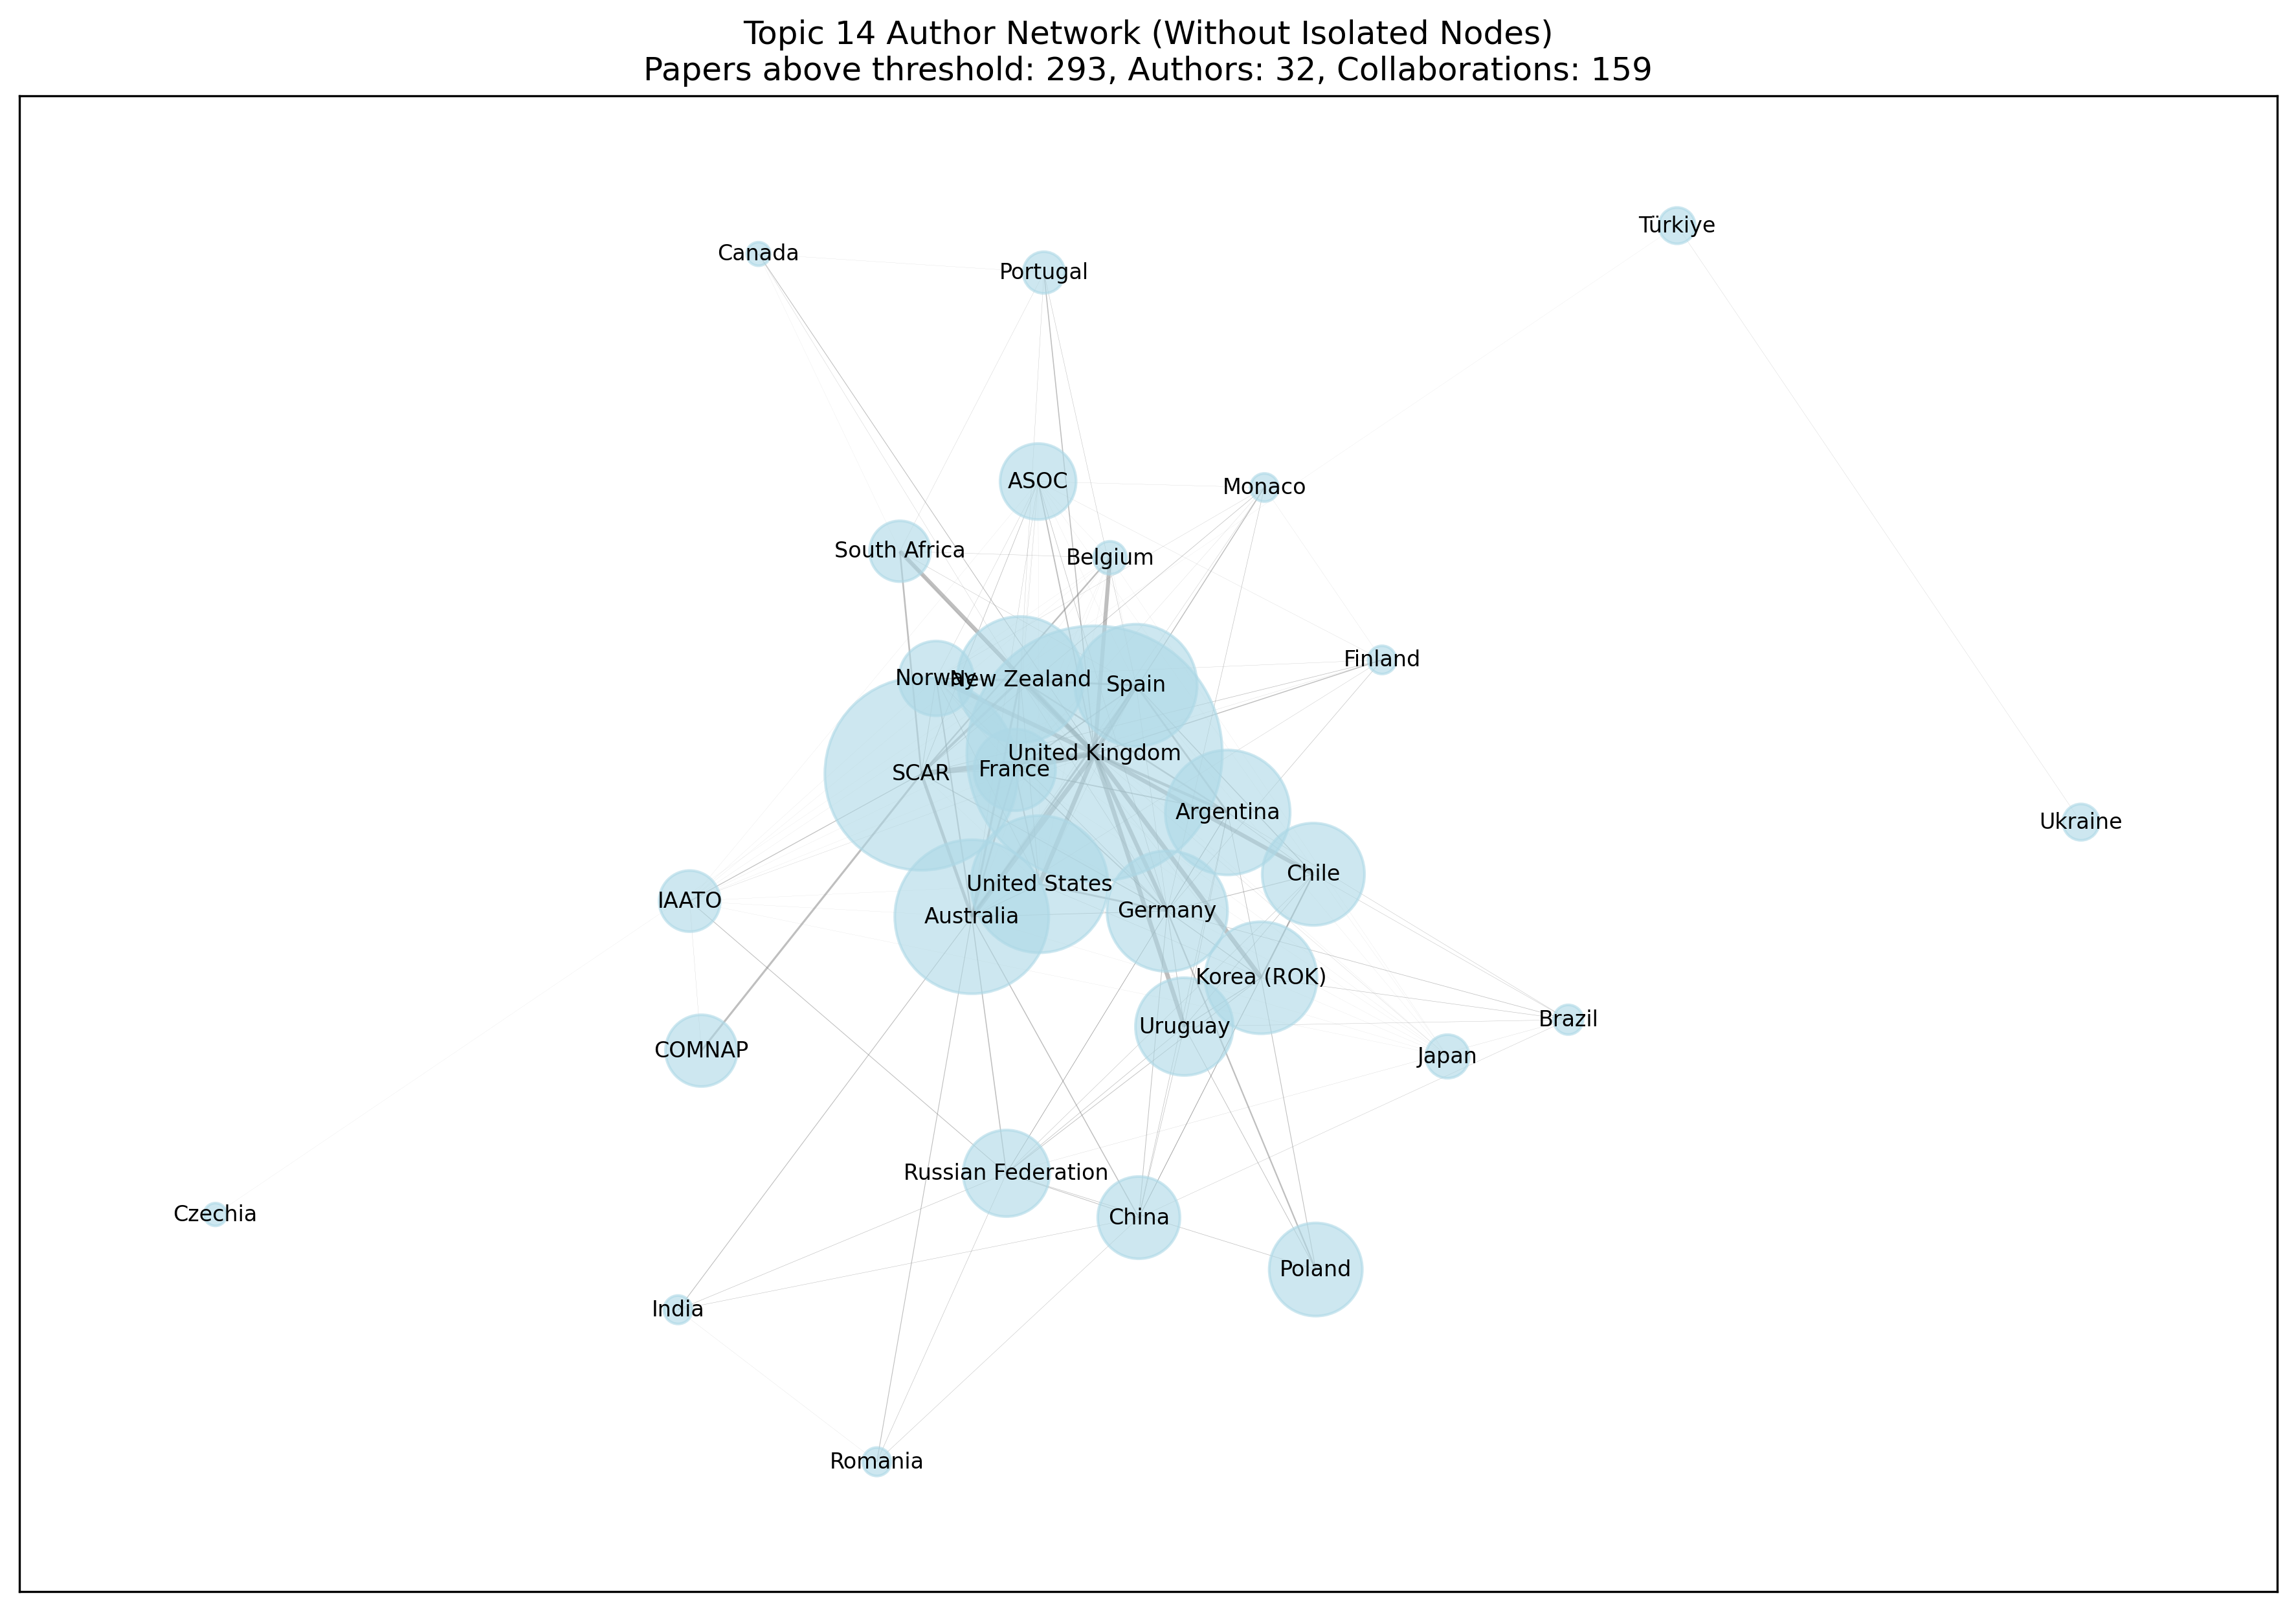 Topic 14 Author Network (Without Isolated Nodes)
Papers above threshold: 293, Authors: 32, Collaborations: 159
Türkiye
Canada
Portugal
ASOC
Monaco
South Africa
Belgium
Finland
Norway
New Zealand
Spain
United Kingdom
SCAR
France
Argentina
Ukraine
Chile
United States
IAATO
Germany
Australia
Korea (ROK)
Brazil
Uruguay
COMNAP
Japan
Russian Federation
Czechia
China
Poland
India
Romania